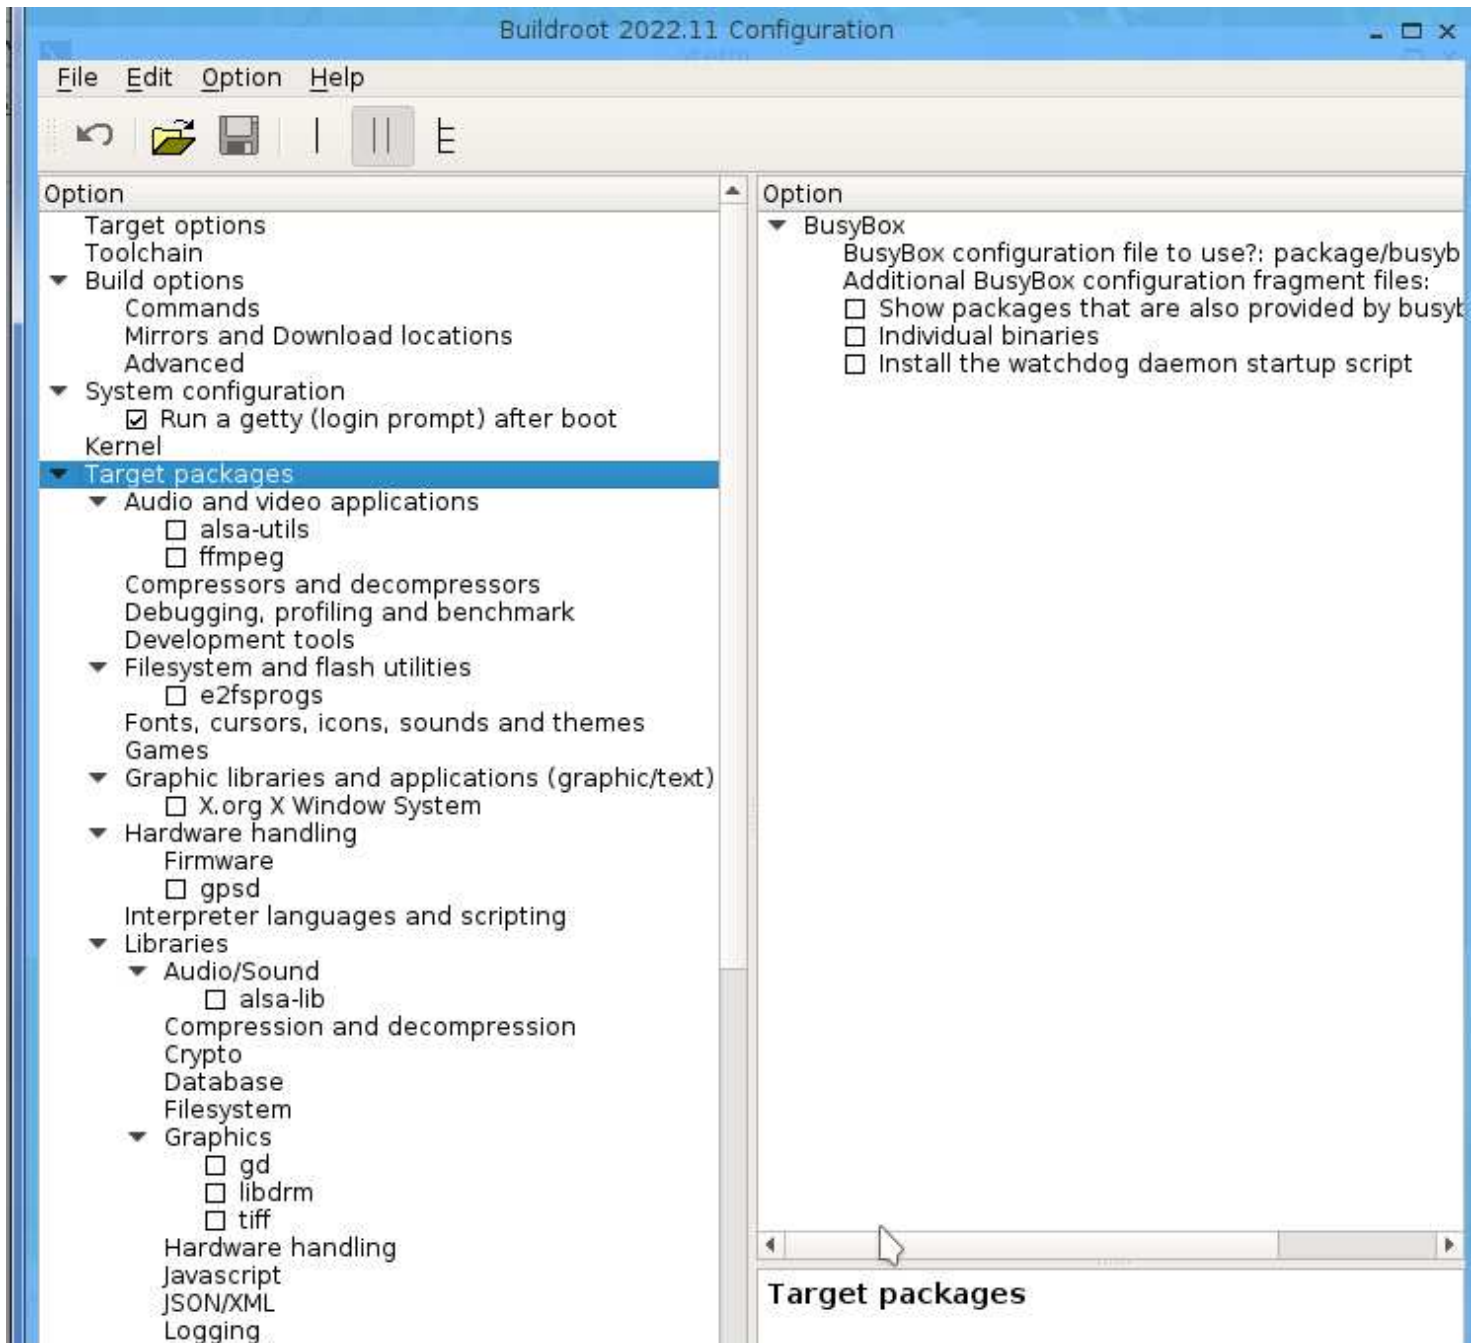 Buildroot 2022.11 Configuration
File Edit Option Help
Option
Target options
Toolchain
Build options
Commands
Mirrors and Download locations
Advanced
System configuration
Run a getty (login prompt) after boot
Kernel
Target packages
Audio and video applications
alsa-utils
ffmpeg
Compressors and decompressors
Debugging, profiling and benchmark
Development tools
Filesystem and flash utilities
e2fsprogs
Fonts, cursors, icons, sounds and themes
Games
Graphic libraries and applications (graphic/text)
X.org X Window System
Hardware handling
Firmware
gpsd
Interpreter languages and scripting
Libraries
Audio/Sound
alsa-lib
Compression and decompression
Crypto
Database
Filesystem
Graphics
gd
libdrm
tiff
Hardware handling
Javascript
JSON/XML
Logging
Option
BusyBox
BusyBox configuration file to use?: package/busyb
Additional BusyBox configuration fragment files:
Show packages that are also provided by busyb
Individual binaries
Install the watchdog daemon startup script
Target packages